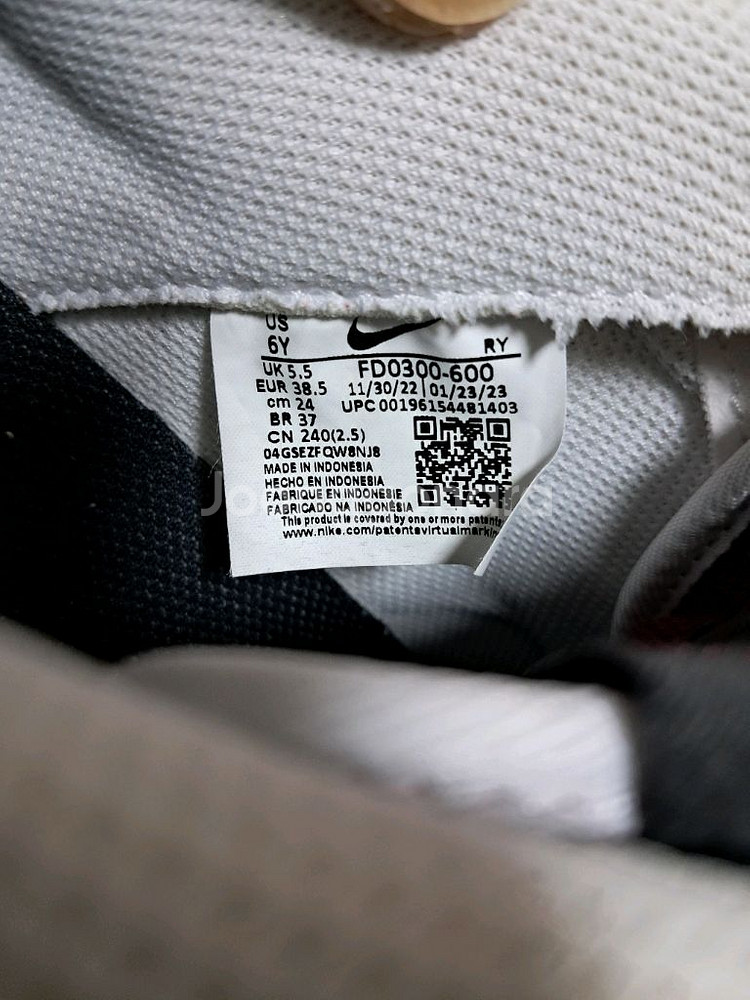 US
6Y RY
UK 5.5 FD0300-600
EUR 38.5 11/30/22 01/23/23
cm 24 UPC 00196154481403
BR 37
CN 240(2.5)
04GSEZFQW8NJ8
MADE IN INDONESIA
HECHO EN INDONESIA
FABRIQUE EN INDONESIE
FABRICADO NA INDONÉSIA
This product is covered by one or more patents
www.nike.com/patentsvirtualmarkin